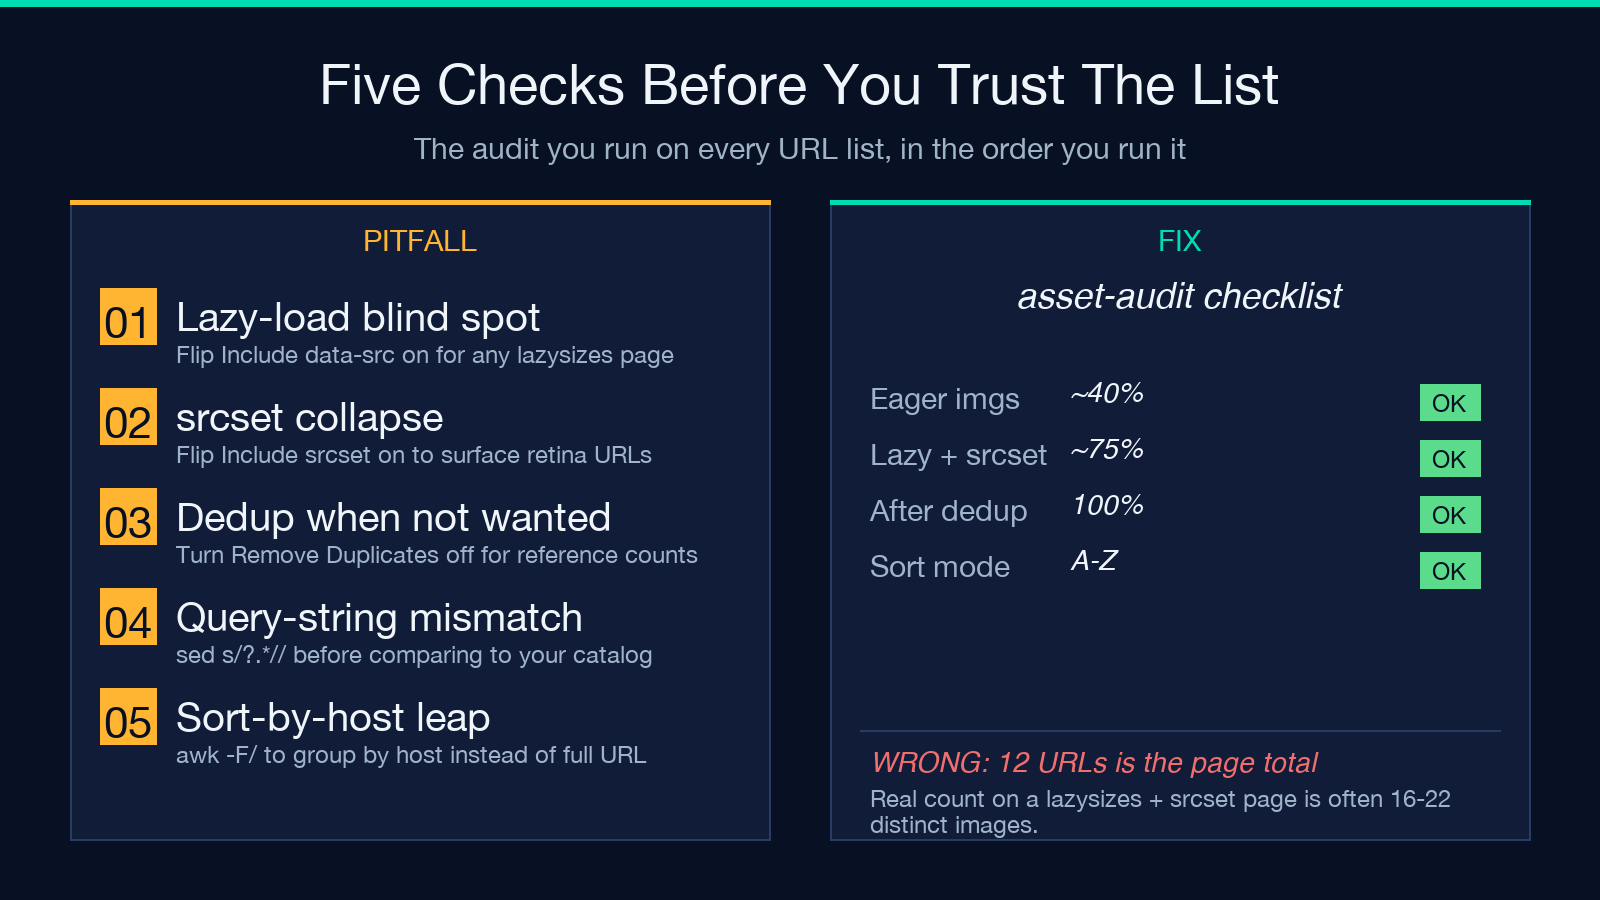 Five Checks Before You Trust The List
The audit you run on every URL list, in the order you run it
PITFALL
01 Lazy-load blind spot
Flip Include data-src on for any lazysizes page
02 srcset collapse
Flip Include srcset on to surface retina URLs
03 Dedup when not wanted
Turn Remove Duplicates off for reference counts
04 Query-string mismatch
sed s/?.*// before comparing to your catalog
05 Sort-by-host leap
awk -F/ to group by host instead of full URL
FIX
asset-audit checklist
Eager imgs ~40% OK
Lazy + srcset ~75% OK
After dedup 100% OK
Sort mode A-Z OK
WRONG: 12 URLs is the page total
Real count on a lazysizes + srcset page is often 16-22
distinct images.